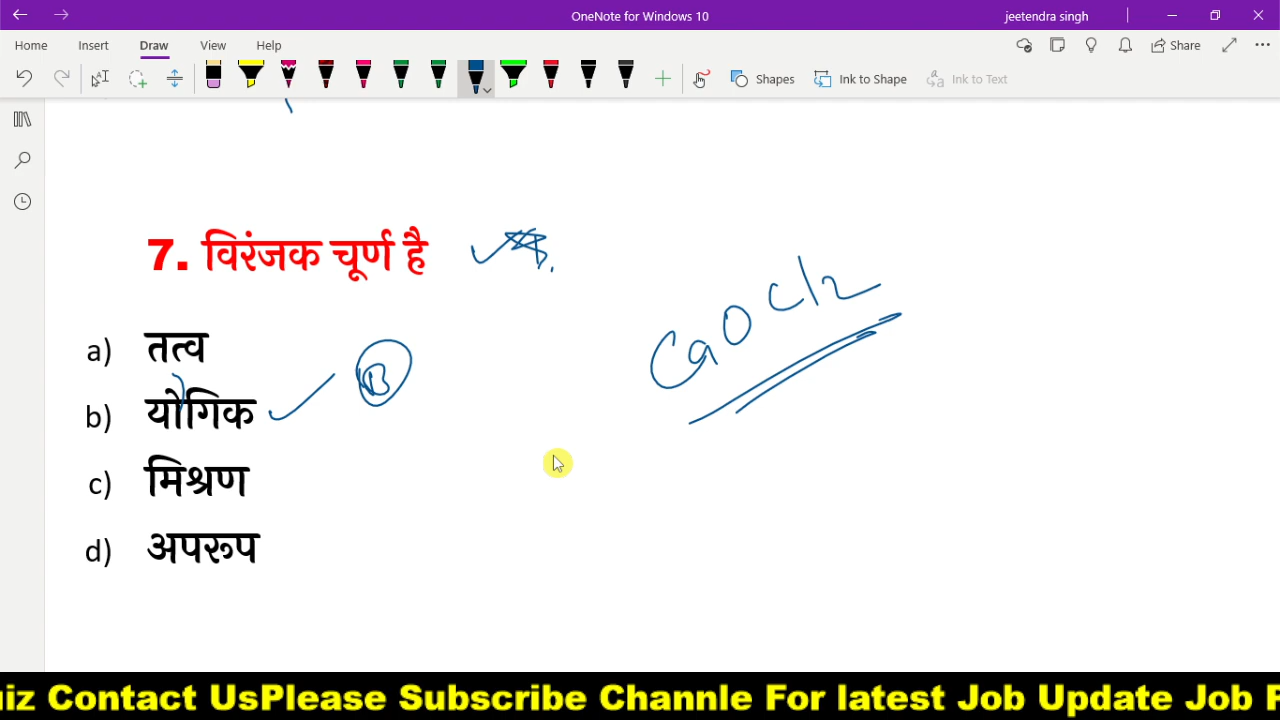 OneNote for Windows 10
jeetendra singh
Home Insert Draw View Help
Share
Shapes Ink to Shape Ink to Text
7. विरंजक चूर्ण है
CaOCl2
a) तत्व
b) यौगिक B
c) मिश्रण
d) अपरूप
iz Contact UsPlease Subscribe Channle For latest Job Update Job